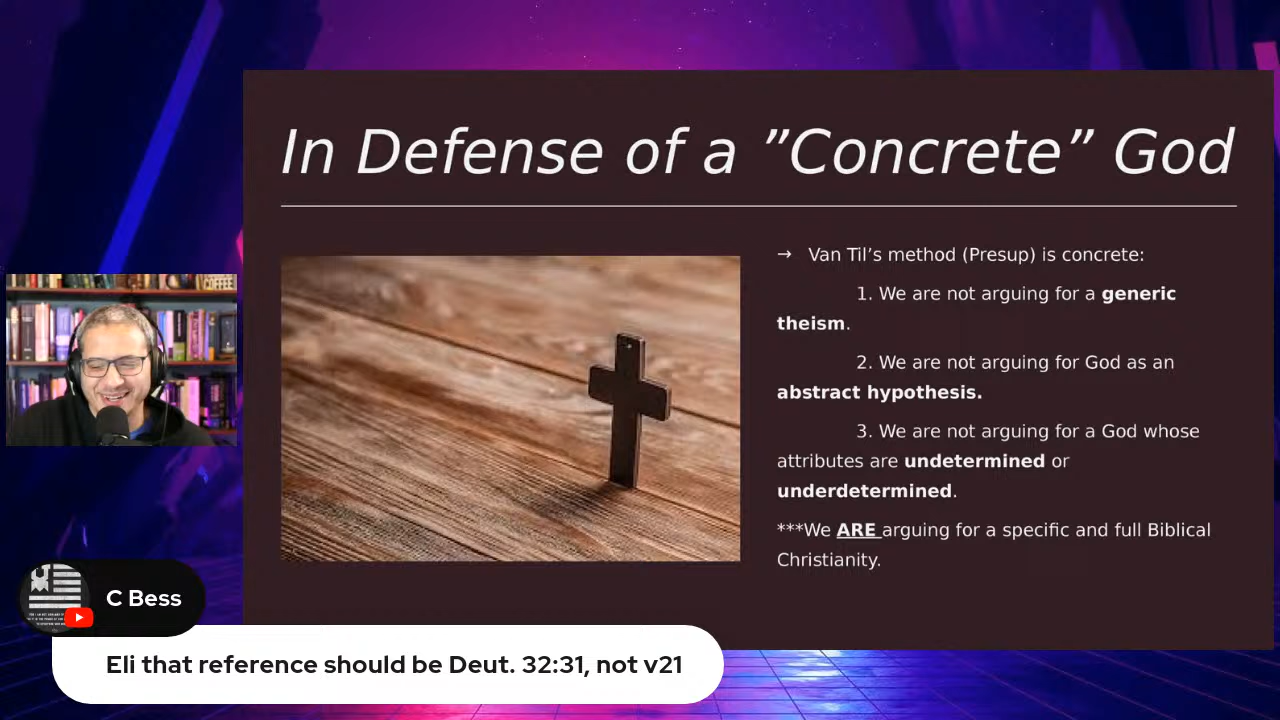 In Defense of a ”Concrete” God
→ Van Til’s method (Presup) is concrete:
1. We are not arguing for a generic
theism.
2. We are not arguing for God as an
abstract hypothesis.
3. We are not arguing for a God whose
attributes are undetermined or
underdetermined.
***We ARE arguing for a specific and full Biblical
Christianity.
COFFEE
C Bess
Eli that reference should be Deut. 32:31, not v21